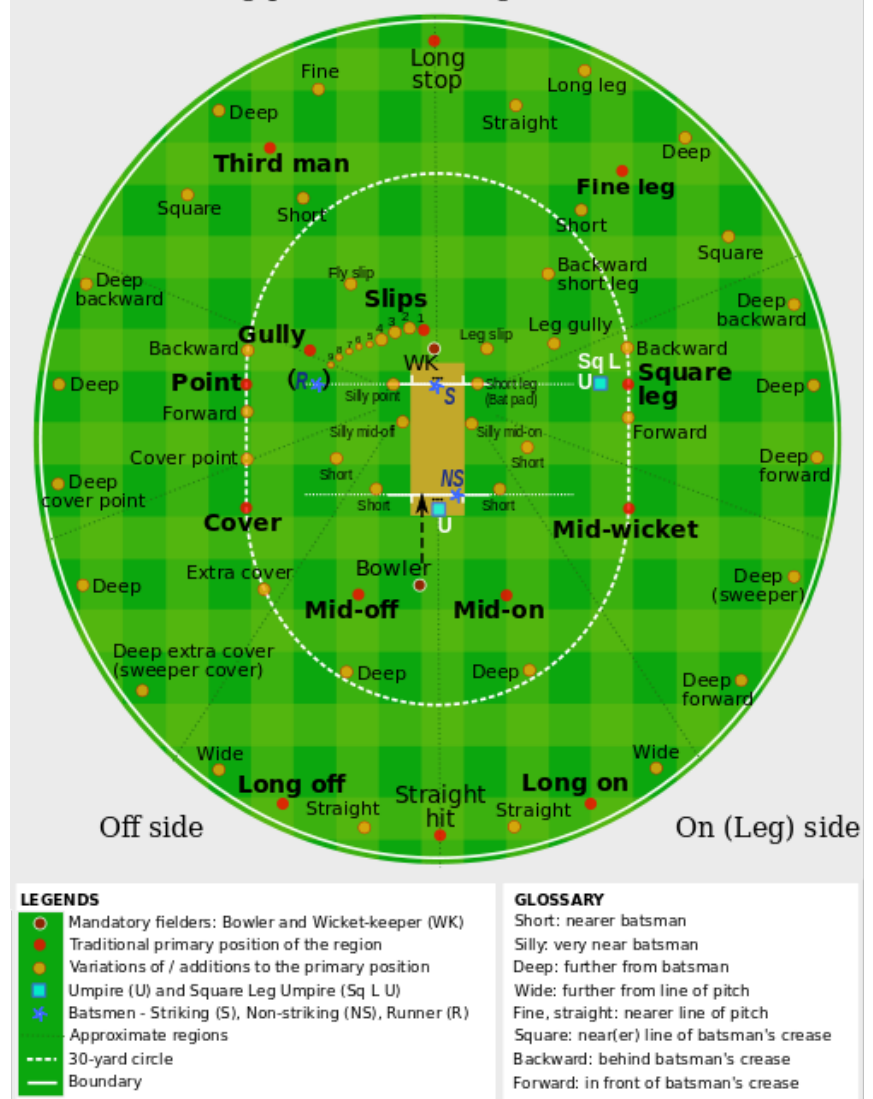 Long
stop
Fine
Long leg
Deep
Straight
Deep
Third man
Fine leg
Square
Short
Short
Square
Fly slip
Backward
short leg
Deep
backward
Slips
Deep
backward
Gully
9 8 7 6 5 4 3 2 1
Leg slip
Leg gully
Backward
WK
Sq L
U
Backward
Deep
Point
(R )
Silly point
S
Short leg
(Bat pad)
Square
leg
Deep
Forward
Silly mid-off
Silly mid-on
Forward
Cover point
Short
Short
Deep
forward
Deep
cover point
NS
Short
Short
Cover
U
Mid-wicket
Extra cover
Bowler
Deep
Deep
(sweeper)
Mid-off
Mid-on
Deep extra cover
(sweeper cover)
Deep
Deep
Deep
forward
Wide
Wide
Long off
Straight
hit
Long on
Straight
Straight
Off side
On (Leg) side
LEGENDS
Mandatory fielders: Bowler and Wicket-keeper (WK)
Traditional primary position of the region
Variations of / additions to the primary position
Umpire (U) and Square Leg Umpire (Sq L U)
Batsmen - Striking (S), Non-striking (NS), Runner (R)
Approximate regions
30-yard circle
Boundary
GLOSSARY
Short: nearer batsman
Silly: very near batsman
Deep: further from batsman
Wide: further from line of pitch
Fine, straight: nearer line of pitch
Square: near(er) line of batsman's crease
Backward: behind batsman's crease
Forward: in front of batsman's crease